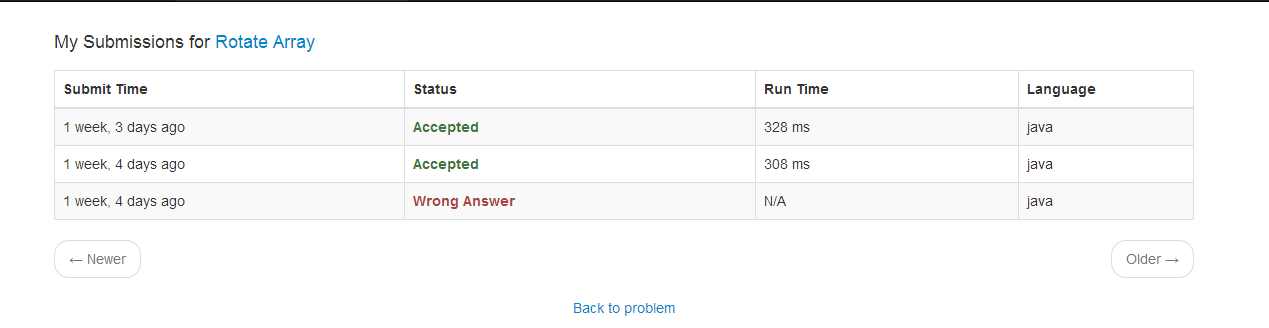 My Submissions for Rotate Array
Submit Time Status Run Time Language
1 week, 3 days ago Accepted 328 ms java
1 week, 4 days ago Accepted 308 ms java
1 week, 4 days ago Wrong Answer N/A java
← Newer Older →
Back to problem